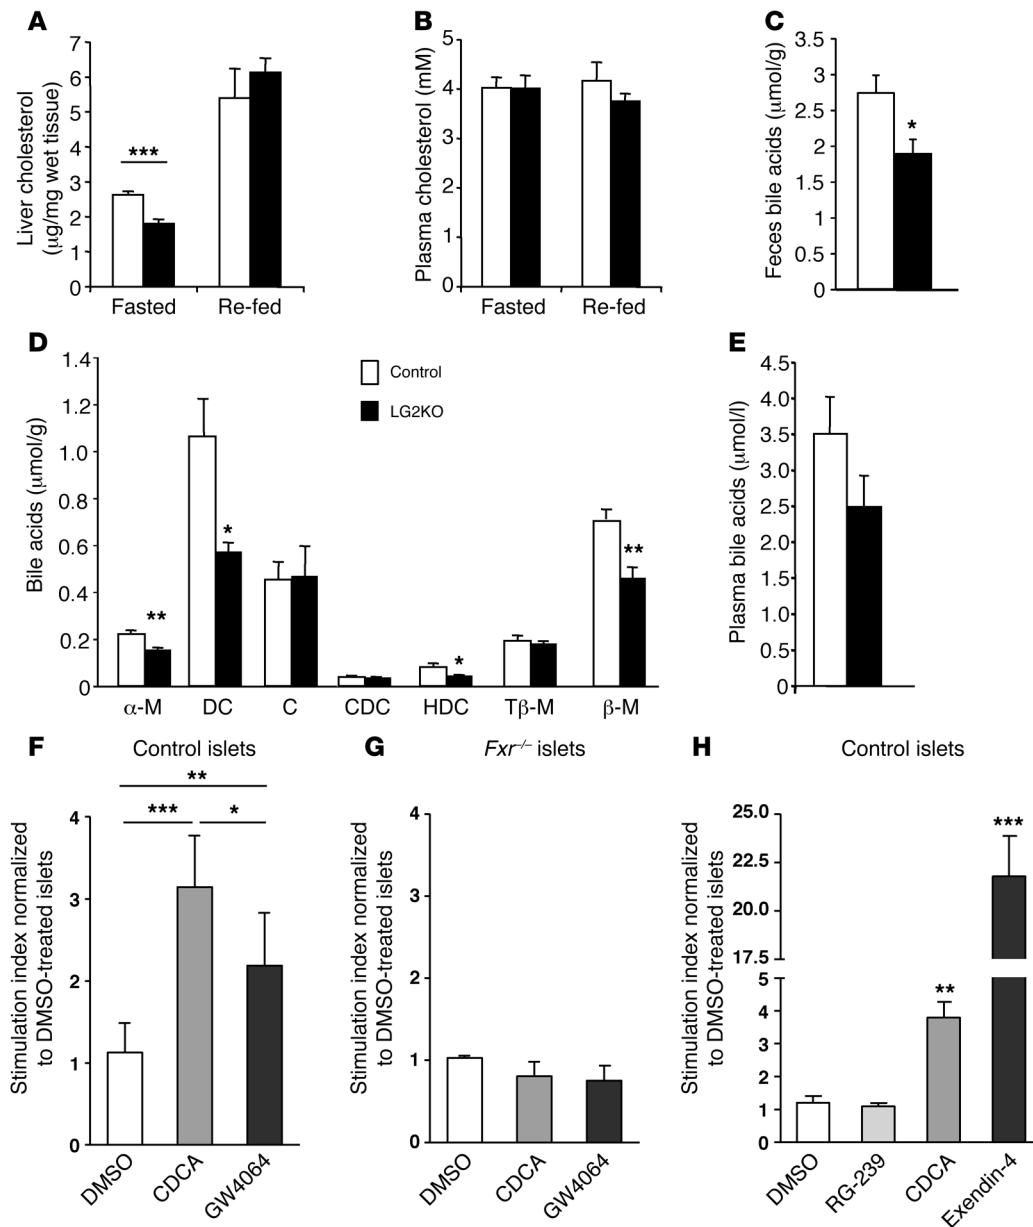 A
Liver cholesterol
(μg/mg wet tissue)
7
6
5
4
3
2
1
0
***
Fasted
Re-fed
B
Plasma cholesterol (mM)
5
4
3
2
1
0
Fasted
Re-fed
C
Feces bile acids (μmol/g)
3.5
3
2.5
2
1.5
1
0.5
0
*
D
Bile acids (μmol/g)
1.4
1.2
1.0
0.8
0.6
0.4
0.2
0
Control
LG2KO
**
*
*
**
α-M
DC
C
CDC
HDC
Tβ-M
β-M
E
Plasma bile acids (μmol/l)
4.5
4.0
3.5
3.0
2.5
2.0
1.5
1.0
0.5
0
F
Control islets
Stimulation index normalized
to DMSO-treated islets
**
***
*
4
3
2
1
0
DMSO
CDCA
GW4064
G
Fxr–/– islets
Stimulation index normalized
to DMSO-treated islets
4
3
2
1
0
DMSO
CDCA
GW4064
H
Control islets
Stimulation index normalized
to DMSO-treated islets
25.0
22.5
20.0
17.5
5
4
3
2
1
0
**
***
DMSO
RG-239
CDCA
Exendin-4